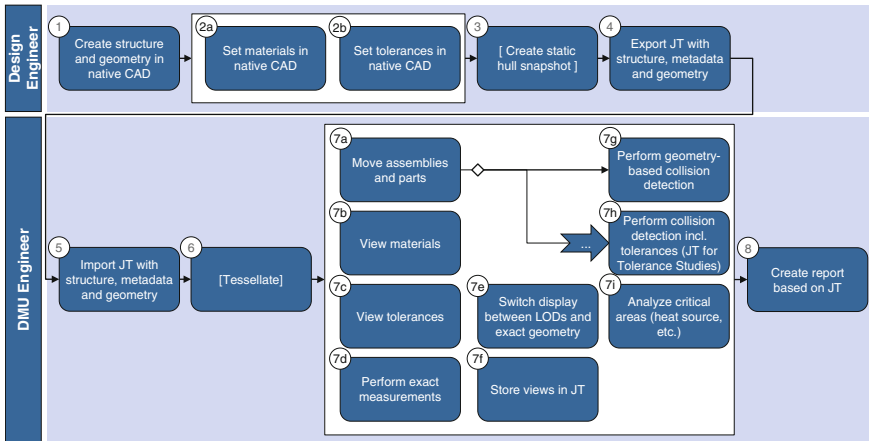 Design
Engineer
1
Create structure
and geometry in
native CAD
2a
Set materials in
native CAD
2b
Set tolerances in
native CAD
3
[ Create static
hull snapshot ]
4
Export JT with
structure, metadata
and geometry
DMU Engineer
5
Import JT with
structure, metadata
and geometry
6
[Tessellate]
7a
Move assemblies
and parts
7b
View materials
7c
View tolerances
7d
Perform exact
measurements
7e
Switch display
between LODs and
exact geometry
7f
Store views in JT
7g
Perform geometry-
based collision
detection
...
7h
Perform collision
detection incl.
tolerances (JT for
Tolerance Studies)
7i
Analyze critical
areas (heat source,
etc.)
8
Create report
based on JT